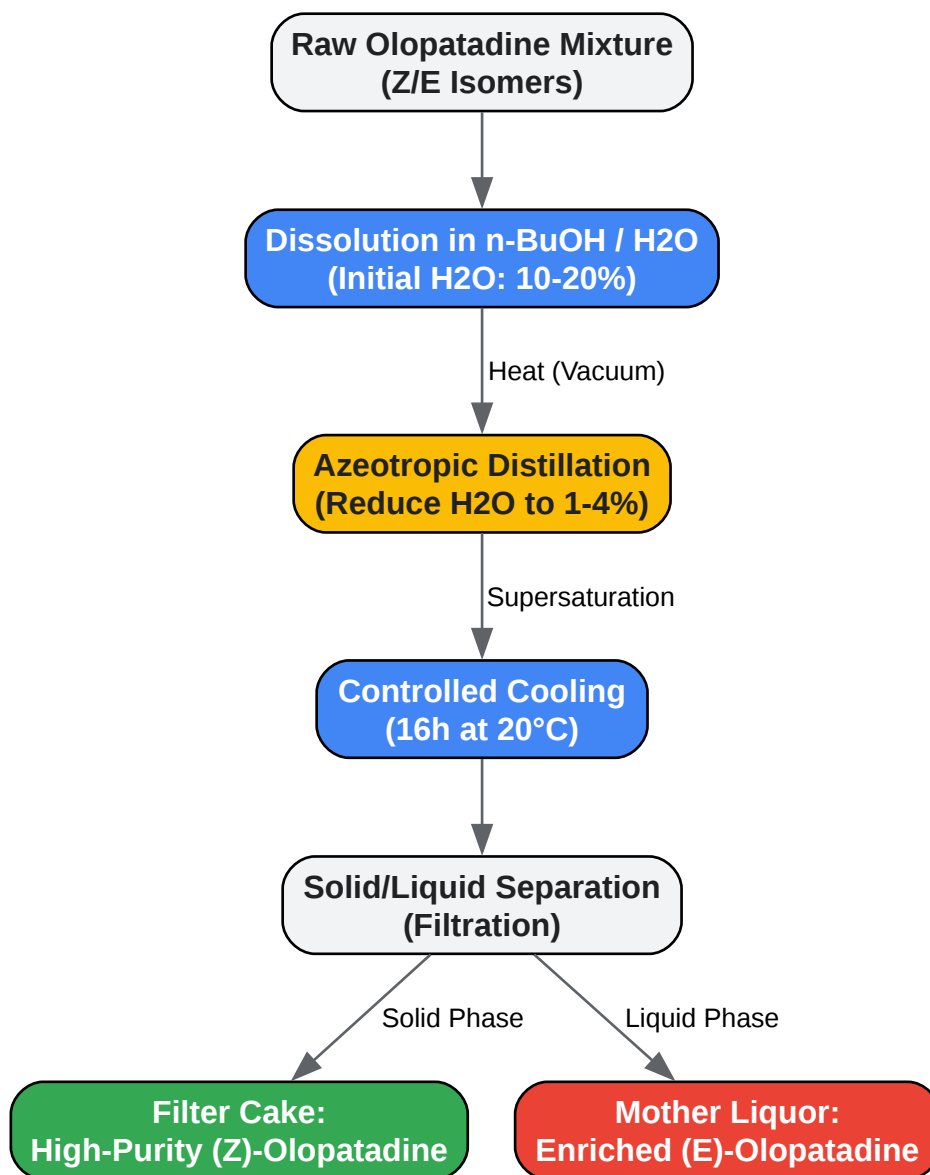 Raw Olopatadine Mixture
(Z/E Isomers)
Dissolution in n-BuOH / H2O
(Initial H2O: 10-20%)
Heat (Vacuum)
Azeotropic Distillation
(Reduce H2O to 1-4%)
Supersaturation
Controlled Cooling
(16h at 20°C)
Solid/Liquid Separation
(Filtration)
Solid Phase
Liquid Phase
Filter Cake:
High-Purity (Z)-Olopatadine
Mother Liquor:
Enriched (E)-Olopatadine